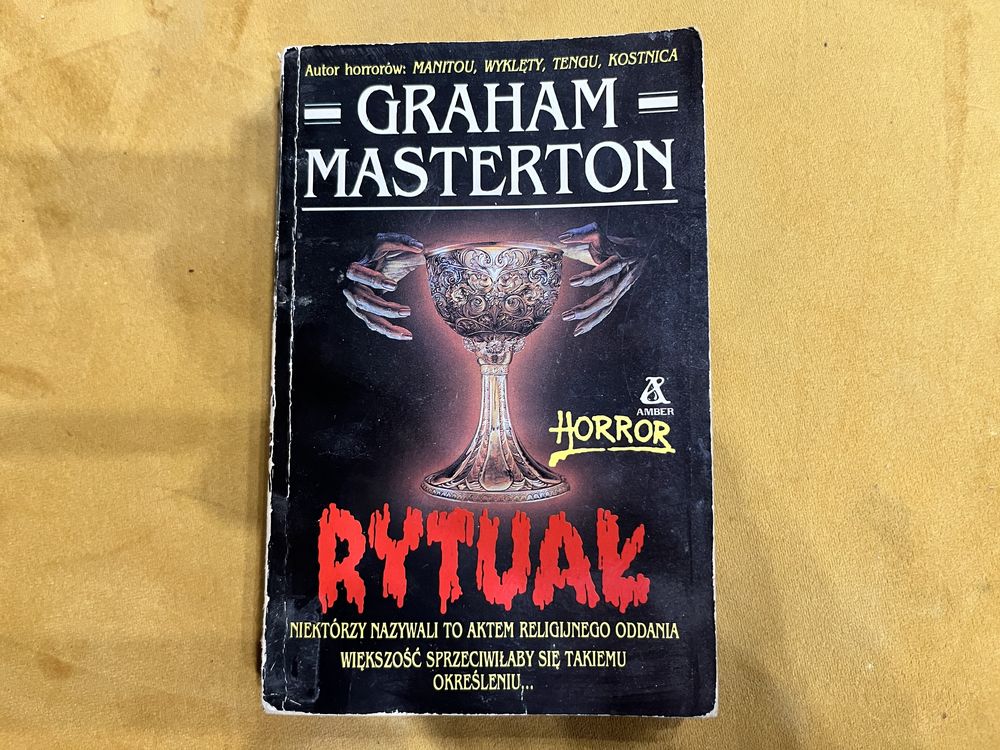 Autor horrorów: MANITOU, WYKLĘTY, TENGU, KOSTNICA
GRAHAM
MASTERTON
AMBER
HORROR
RYTUAŁ
NIEKTÓRZY NAZYWALI TO AKTEM RELIGIJNEGO ODDANIA
WIĘKSZOŚĆ SPRZECIWIŁABY SIĘ TAKIEMU
OKREŚLENIU...